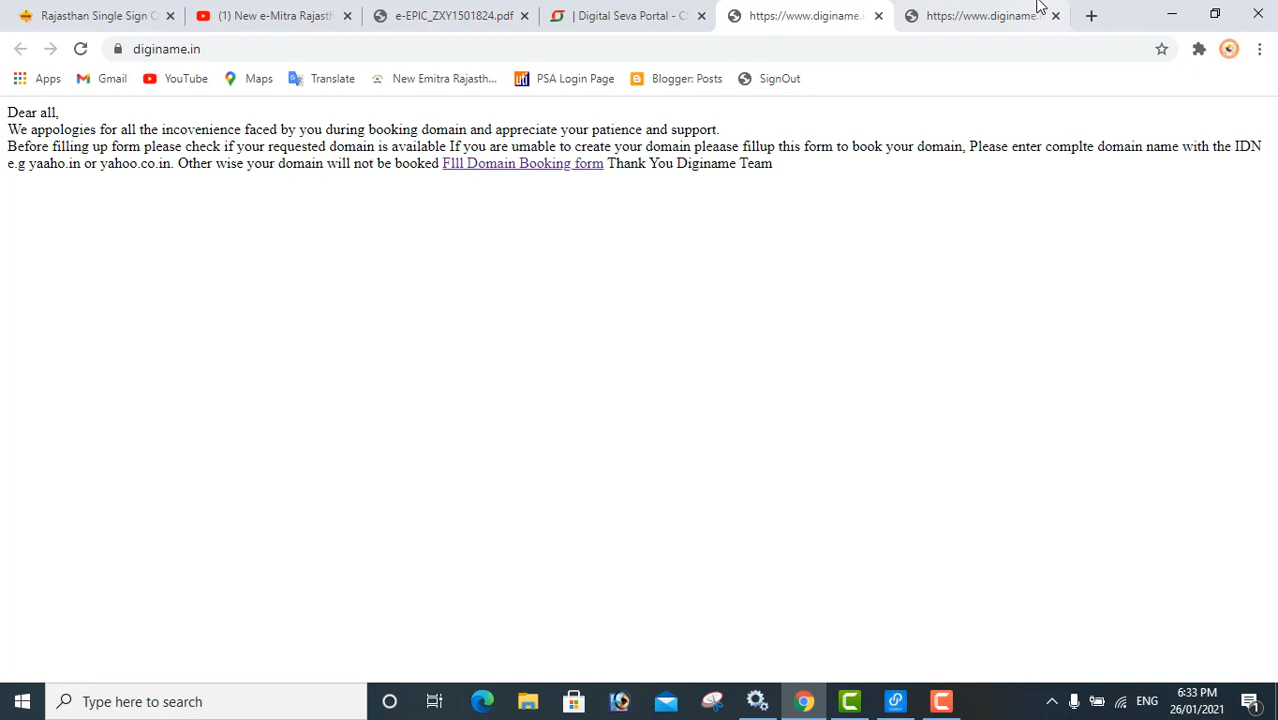 Rajasthan Single Sign O
(1) New e-Mitra Rajasth
e-EPIC_ZXY1501824.pdf
| Digital Seva Portal - C
https://www.diginame.i
https://www.diginame.
diginame.in
Apps
Gmail
YouTube
Maps
Translate
New Emitra Rajasth...
uti
PSA Login Page
Blogger: Posts
SignOut
Dear all,
We appologies for all the incovenience faced by you during booking domain and appreciate your patience and support.
Before filling up form please check if your requested domain is available If you are umable to create your domain pleaase fillup this form to book your domain, Please enter complte domain name with the IDN
e.g yaaho.in or yahoo.co.in. Other wise your domain will not be booked FIll Domain Booking form Thank You Diginame Team
Type here to search
ENG
6:33 PM
26/01/2021
1